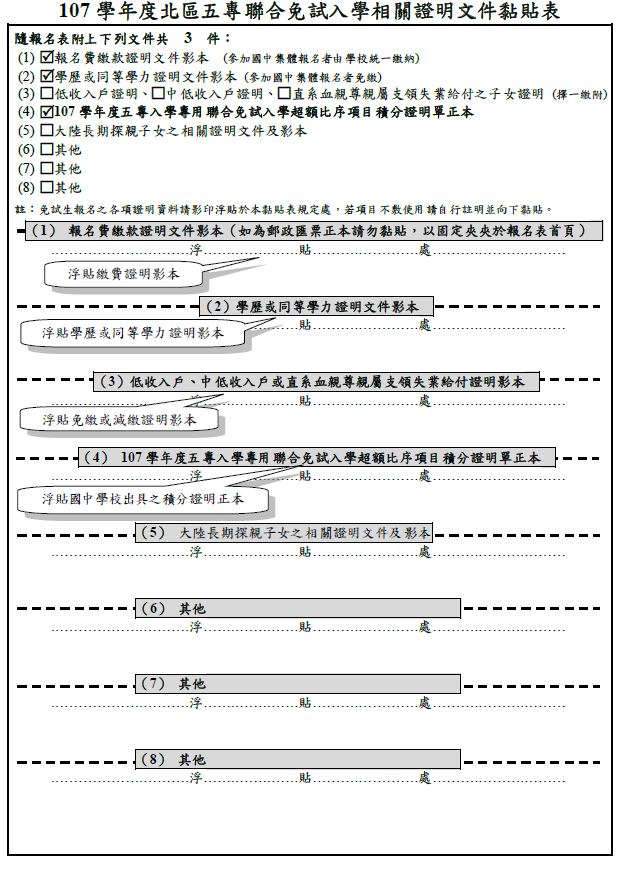 107 學年度北區五專聯合免試入學相關證明文件黏貼表
隨報名表附上下列文件共 3 件：
(1) ☑報名費繳款證明文件影本 (參加國中集體報名者由學校統一繳納)
(2) ☑學歷或同等學力證明文件影本 (參加國中集體報名者免繳)
(3) □低收入戶證明、□中低收入戶證明、□直系血親尊親屬支領失業給付之子女證明 (擇一繳附)
(4) ☑107 學年度五專入學專用聯合免試入學超額比序項目積分證明單正本
(5) □大陸長期探親子女之相關證明文件及影本
(6) □其他
(7) □其他
(8) □其他
註：免試生報名之各項證明資料請影印浮貼於本黏貼表規定處，若項目不敷使用請自行註明並向下黏貼。
(1) 報名費繳款證明文件影本（如為郵政匯票正本請勿黏貼，以固定夾夾於報名表首頁）
浮 貼 處
浮貼繳費證明影本
(2) 學歷或同等學力證明文件影本
貼 處
浮貼學歷或同等學力證明影本
(3) 低收入戶、中低收入戶或直系血親尊親屬支領失業給付證明影本
浮 貼 處
浮貼免繳或減繳證明影本
(4) 107 學年度五專入學專用聯合免試入學超額比序項目積分證明單正本
浮 貼 處
浮貼國中學校出具之積分證明正本
(5) 大陸長期探親子女之相關證明文件及影本
浮 貼 處
(6) 其他
浮 貼 處
(7) 其他
浮 貼 處
(8) 其他
浮 貼 處